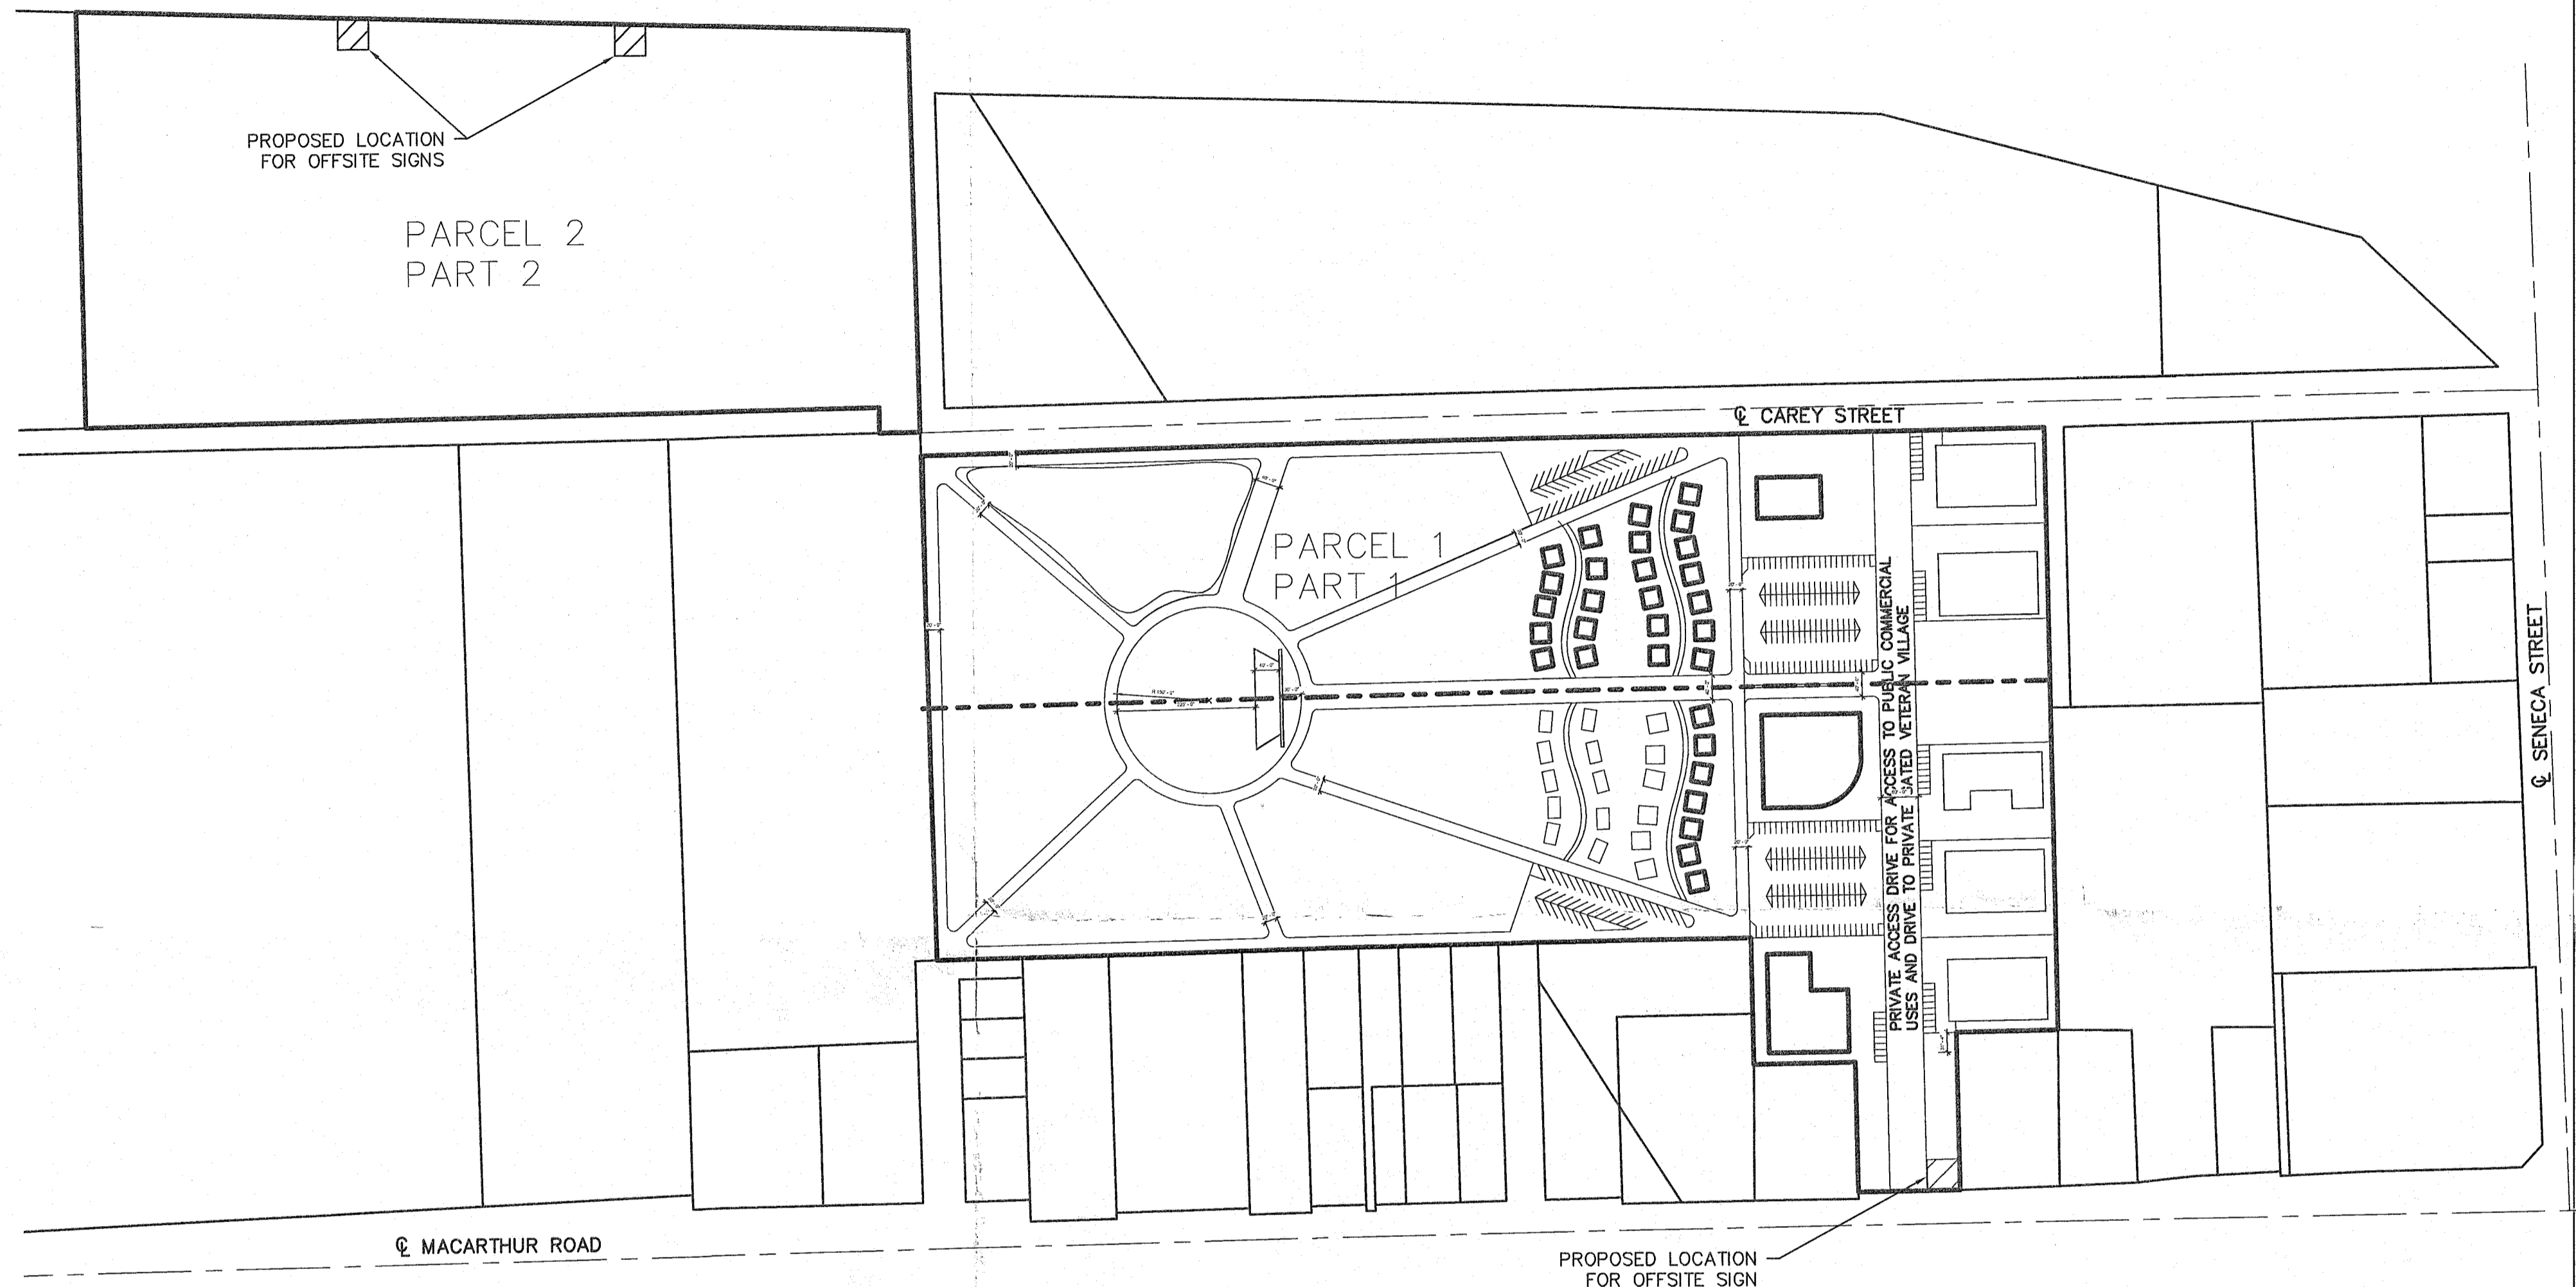 PROPOSED LOCATION
FOR OFFSITE SIGNS
PARCEL 2
PART 2
℄ CAREY STREET
PARCEL 1
PART 1
PRIVATE ACCESS DRIVE FOR ACCESS TO PUBLIC COMMERCIAL
USES AND DRIVE TO PRIVATE GATED VETERAN VILLAGE
℄ SENECA STREET
℄ MACARTHUR ROAD
PROPOSED LOCATION
FOR OFFSITE SIGN